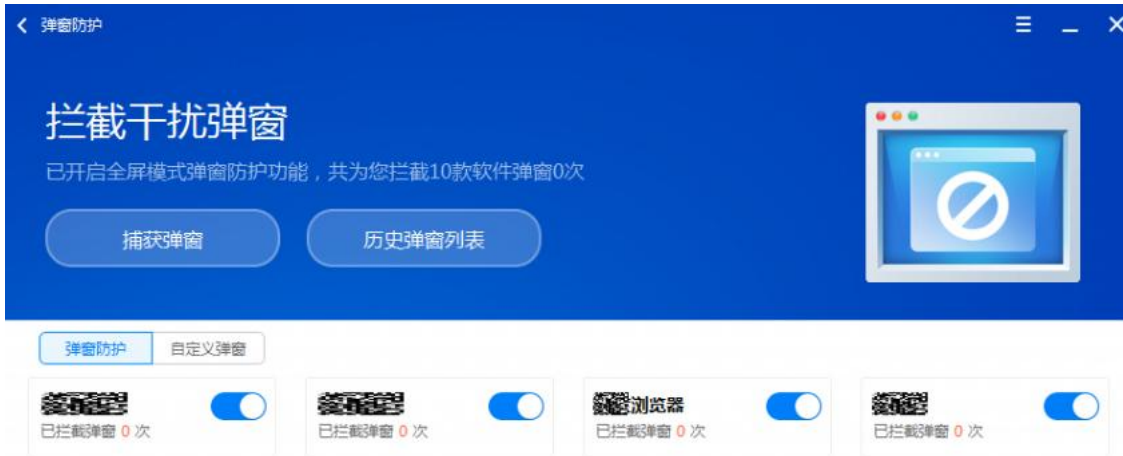 弹窗防护
拦截干扰弹窗
已开启全屏模式弹窗防护功能，共为您拦截10款软件弹窗0次
捕获弹窗 历史弹窗列表
弹窗防护 自定义弹窗
浏览器
已拦截弹窗 0 次 已拦截弹窗 0 次 已拦截弹窗 0 次 已拦截弹窗 0 次